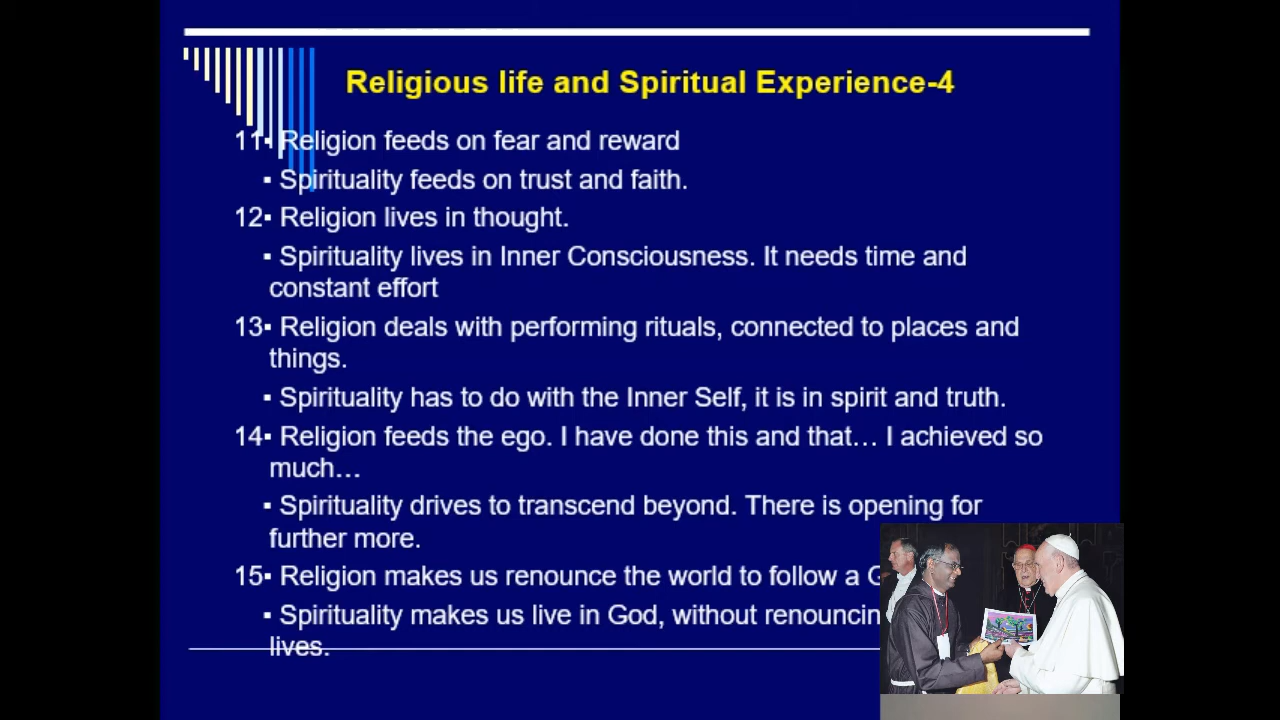 Religious life and Spiritual Experience-4
11▪ Religion feeds on fear and reward
▪ Spirituality feeds on trust and faith.
12▪ Religion lives in thought.
▪ Spirituality lives in Inner Consciousness. It needs time and
constant effort
13▪ Religion deals with performing rituals, connected to places and
things.
▪ Spirituality has to do with the Inner Self, it is in spirit and truth.
14▪ Religion feeds the ego. I have done this and that… I achieved so
much…
▪ Spirituality drives to transcend beyond. There is opening for
further more.
15▪ Religion makes us renounce the world to follow a
▪ Spirituality makes us live in God, without
lives.